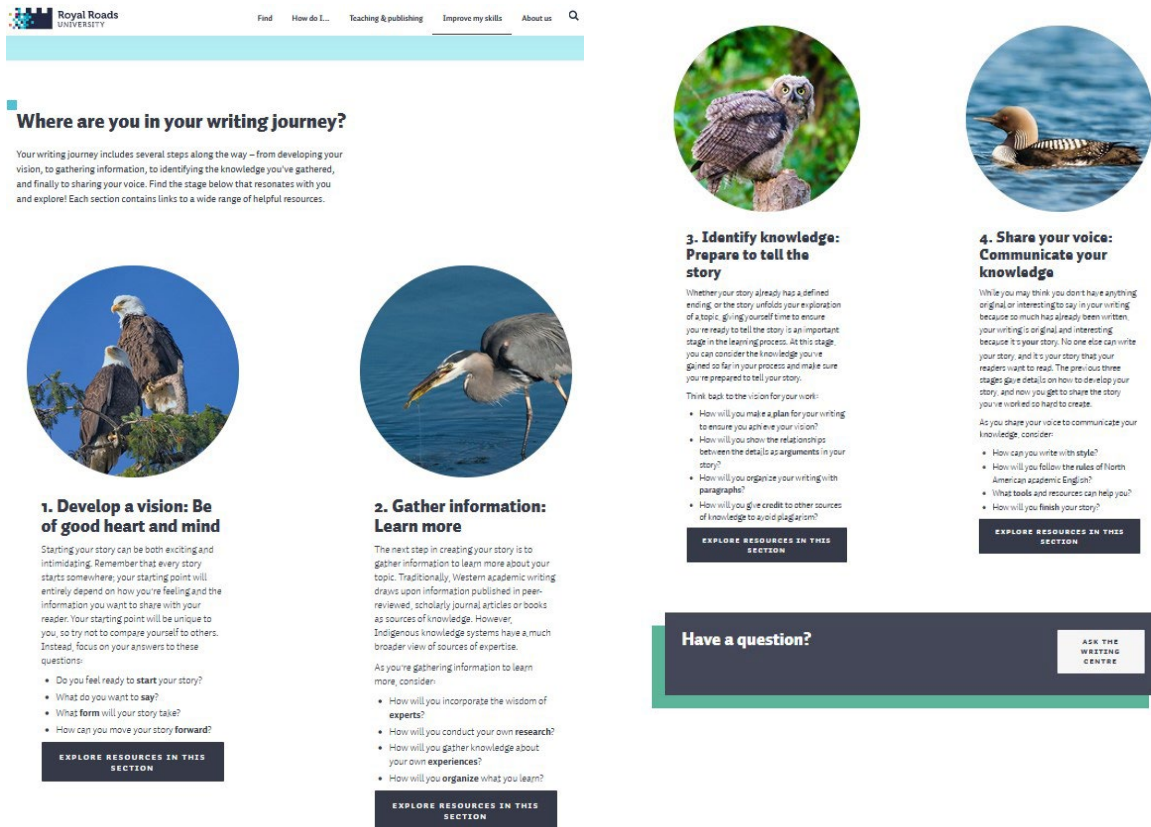 Royal Roads
UNIVERSITY
Find
How do I...
Teaching & publishing
Improve my skills
About us
Where are you in your writing journey?
Your writing journey includes several steps along the way – from developing your
vision, to gathering information, to identifying the knowledge you've gathered,
and finally to sharing your voice. Find the stage below that resonates with you
and explore! Each section contains links to a wide range of helpful resources.
1. Develop a vision: Be
of good heart and mind
Starting your story can be both exciting and
intimidating. Remember that every story
starts somewhere; your starting point will
entirely depend on how you're feeling and the
information you want to share with your
reader. Your starting point will be unique to
you, so try not to compare yourself to others.
Instead, focus on your answers to these
questions:
• Do you feel ready to start your story?
• What do you want to say?
• What form will your story take?
• How can you move your story forward?
EXPLORE RESOURCES IN THIS
SECTION
2. Gather information:
Learn more
The next step in creating your story is to
gather information to learn more about your
topic. Traditionally, Western academic writing
draws upon information published in peer-
reviewed, scholarly journal articles or books
as sources of knowledge. However,
Indigenous knowledge systems have a much
broader view of sources of expertise.
As you're gathering information to learn
more, consider:
• How will you incorporate the wisdom of
experts?
• How will you conduct your own research?
• How will you gather knowledge about
your own experiences?
• How will you organize what you learn?
EXPLORE RESOURCES IN THIS
SECTION
3. Identify knowledge:
Prepare to tell the
story
Whether your story already has a defined
ending, or the story unfolds your exploration
of a topic, giving yourself time to ensure
you're ready to tell the story is an important
stage in the learning process. At this stage,
you can consider the knowledge you've
gained so far in your process and make sure
you're prepared to tell your story.
Think back to the vision for your work:
• How will you make a plan for your writing
to ensure you achieve your vision?
• How will you show the relationships
between the details as arguments in your
story?
• How will you organize your writing with
paragraphs?
• How will you give credit to other sources
of knowledge to avoid plagiarism?
EXPLORE RESOURCES IN THIS
SECTION
4. Share your voice:
Communicate your
knowledge
While you may think you don't have anything
original or interesting to say in your writing
because so much has already been written,
your writing is original and interesting
because it's your story. No one else can write
your story, and it's your story that your
readers want to read. The previous three
stages gave details on how to develop your
story, and now you get to share the story
you've worked so hard to create.
As you share your voice to communicate your
knowledge, consider:
• How can you write with style?
• How will you follow the rules of North
American academic English?
• What tools and resources can help you?
• How will you finish your story?
EXPLORE RESOURCES IN THIS
SECTION
Have a question?
ASK THE
WRITING
CENTRE